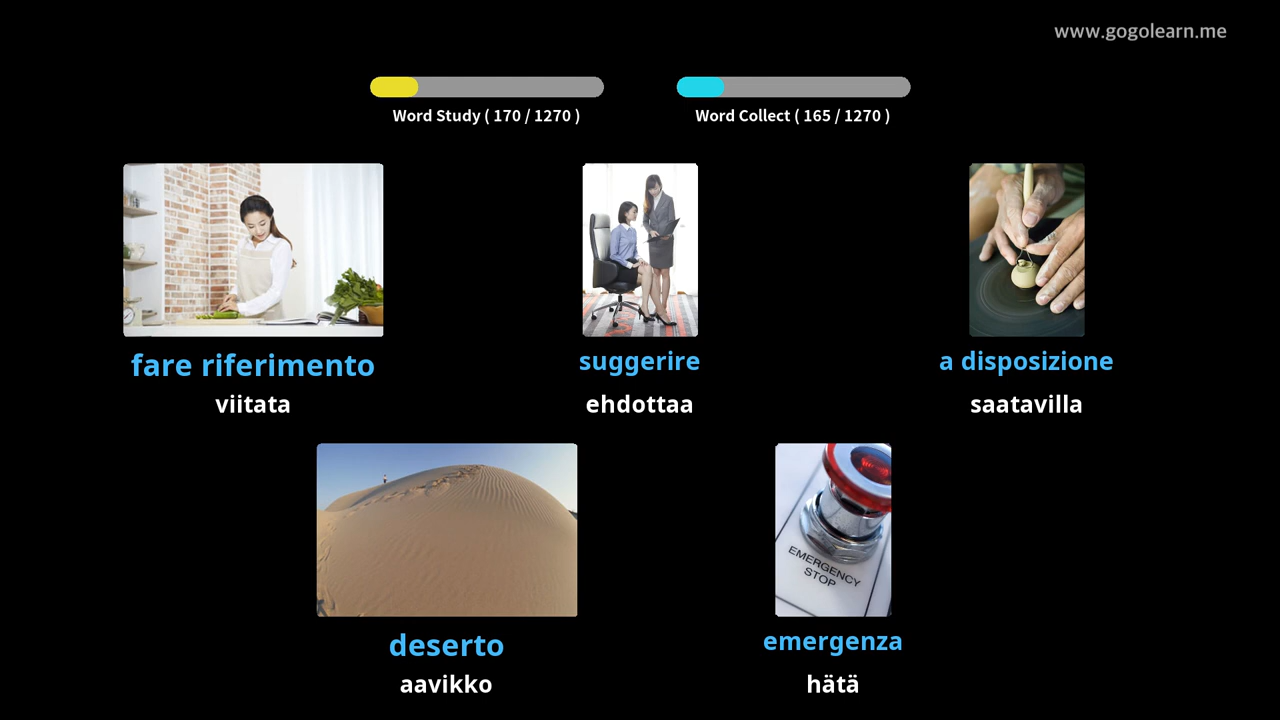 www.gogolearn.me
Word Study ( 170 / 1270 )
Word Collect ( 165 / 1270 )
fare riferimento
viitata
suggerire
ehdottaa
a disposizione
saatavilla
EMERGENCY
STOP
deserto
aavikko
emergenza
hätä